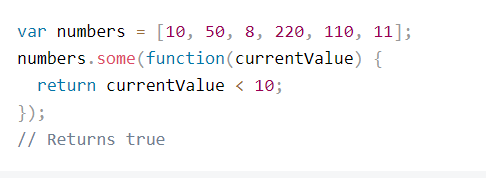 var numbers = [10, 50, 8, 220, 110, 11];
numbers.some(function(currentValue) {
  return currentValue < 10;
});
// Returns true